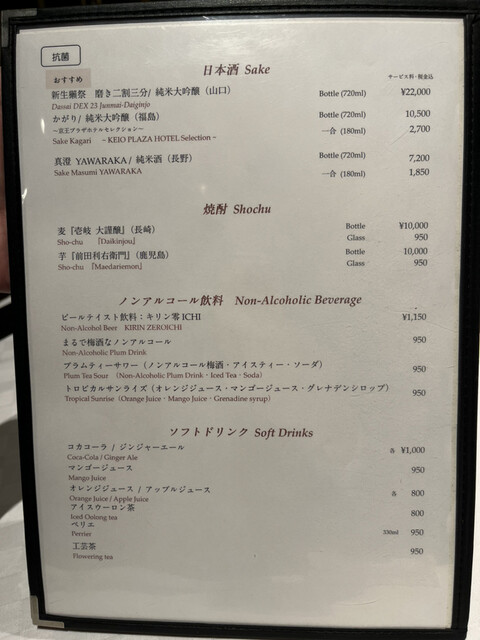 抗菌
日本酒 Sake
サービス料・税金込
おすすめ
新生獺祭 磨き二割三分/ 純米大吟醸（山口） Bottle (720ml) ¥22,000
Dassai DEX 23 Junmai-Daiginjo
かがり/ 純米大吟醸（福島） Bottle (720ml) 10,500
～京王プラザホテルセレクション～ 一合 (180ml) 2,700
Sake Kagari ~ KEIO PLAZA HOTEL Selection ~
真澄 YAWARAKA / 純米酒（長野） Bottle (720ml) 7,200
Sake Masumi YAWARAKA 一合 (180ml) 1,850
焼酎 Shochu
麦『壱岐 大謹醸』（長崎） Bottle ¥10,000
Sho-chu 『Daikinjou』 Glass 950
芋『前田利右衛門』（鹿児島） Bottle 10,000
Sho-chu 『Maedariemon』 Glass 950
ノンアルコール飲料 Non-Alcoholic Beverage
ビールテイスト飲料：キリン零ICHI ¥1,150
Non-Alcohol Beer KIRIN ZEROICHI
まるで梅酒なノンアルコール 950
Non-Alcoholic Plum Drink
プラムティーサワー（ノンアルコール梅酒・アイスティー・ソーダ） 950
Plum Tea Sour （Non-Alcoholic Plum Drink・Iced Tea・Soda）
トロピカルサンライズ（オレンジジュース・マンゴージュース・グレナデンシロップ） 950
Tropical Sunrise（Orange Juice・Mango Juice・Grenadine syrup）
ソフトドリンク Soft Drinks
コカコーラ / ジンジャーエール 各 ¥1,000
Coca-Cola / Ginger Ale
マンゴージュース 950
Mango Juice
オレンジジュース / アップルジュース 各 800
Orange Juice / Apple Juice
アイスウーロン茶 800
Iced Oolong tea
ペリエ 330ml 950
Perrier
工芸茶 950
Flowering tea